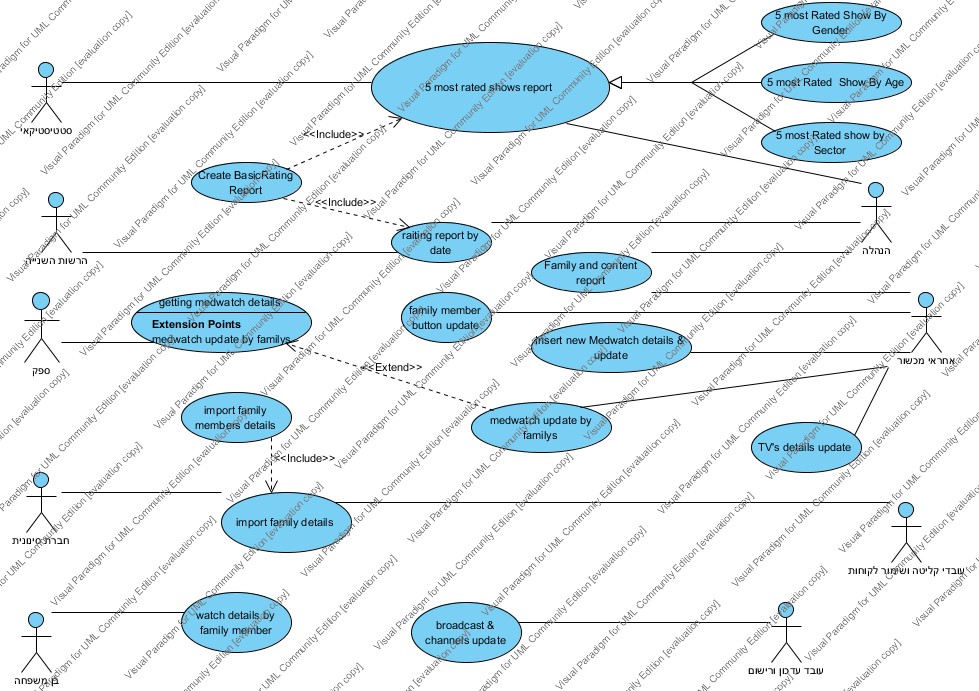 5 most Rated Show By
Gender
5 most rated shows report
5 most Rated Show By Age
סטטיסטיקאי
<<Include>>
5 most Rated show by
Sector
Create BasicRating
Report
<<Include>>
raiting report by
date
הרשות השנייה
הנהלה
Family and content
report
getting medwatch details
Extension Points
medwatch update by familys
family member
button update
Insert new Medwatch details &
update
ספק
אחראי מכשור
<<Extend>>
import family
members details
medwatch update by
familys
TV's details update
<<Include>>
import family details
חברת
עובדי קליטה ושימור לקוחות
watch details by
family member
broadcast &
channels update
בן משפחה
עובד עדכון ורישום
Visual Paradigm for UML Community Edition [evaluation copy]